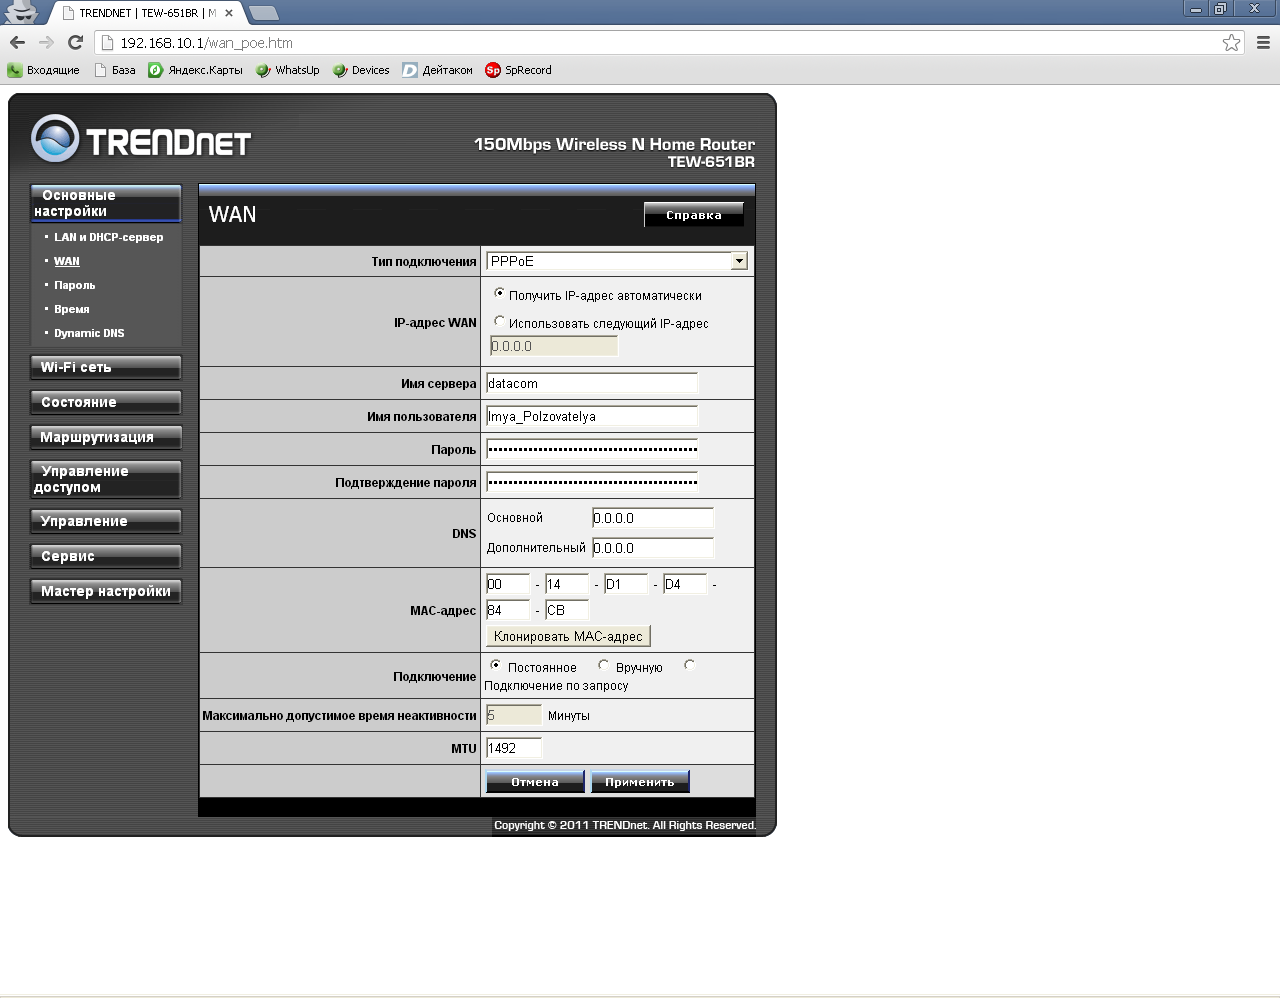 TRENDNET | TEW-651BR | M
192.168.10.1/wan_poe.htm
Входящие База Яндекс.Карты WhatsUp Devices Дейтаком SpRecord
TRENDNET
150Mbps Wireless N Home Router
TEW-651BR
Основные
настройки
LAN и DHCP-сервер
WAN
Пароль
Время
Dynamic DNS
Wi-Fi сеть
Состояние
Маршрутизация
Управление
доступом
Управление
Сервис
Мастер настройки
WAN
Справка
Тип подключения PPPoE
IP-адрес WAN
Получить IP-адрес автоматически
Использовать следующий IP-адрес
0.0.0.0
Имя сервера datacom
Имя пользователя Imya_Polzovatelya
Пароль
Подтверждение пароля
DNS
Основной 0.0.0.0
Дополнительный 0.0.0.0
MAC-адрес
00 - 14 - D1 - D4 -
84 - CB
Клонировать MAC-адрес
Подключение
Постоянное Вручную
Подключение по запросу
Максимально допустимое время неактивности 5 Минуты
MTU 1492
Отмена Применить
Copyright © 2011 TRENDnet. All Rights Reserved.